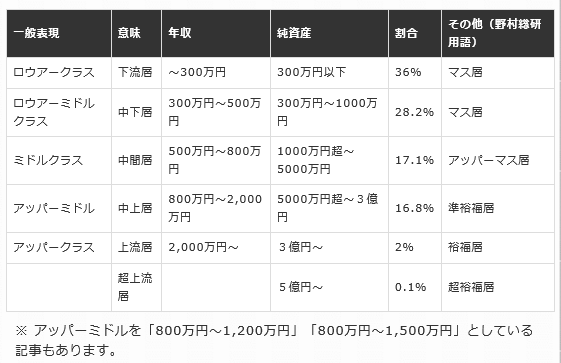 一般表現 意味 年収 純資産 割合 その他（野村総研用語）
ロウアークラス 下流層 ～300万円 300万円以下 36% マス層
ロウアーミドルクラス 中下層 300万円～500万円 300万円～1000万円 28.2% マス層
ミドルクラス 中間層 500万円～800万円 1000万円超～5000万円 17.1% アッパーマス層
アッパーミドル 中上層 800万円～2,000万円 5000万円超～３億円 16.8% 準裕福層
アッパークラス 上流層 2,000万円～ ３億円～ 2% 裕福層
超上流層 ５億円～ 0.1% 超裕福層
※ アッパーミドルを「800万円～1,200万円」「800万円～1,500万円」としている
記事もあります。